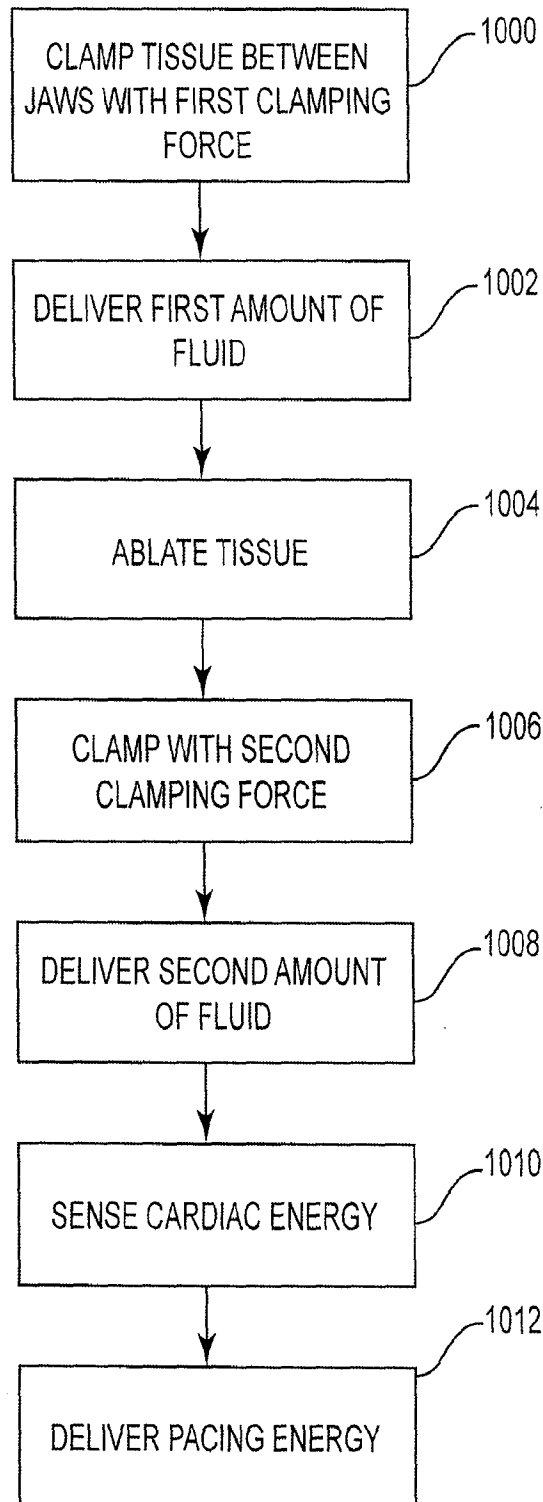 CLAMP TISSUE BETWEEN
JAWS WITH FIRST CLAMPING
FORCE
1000
DELIVER FIRST AMOUNT OF
FLUID
1002
ABLATE TISSUE
1004
CLAMP WITH SECOND
CLAMPING FORCE
1006
DELIVER SECOND AMOUNT
OF FLUID
1008
SENSE CARDIAC ENERGY
1010
DELIVER PACING ENERGY
1012